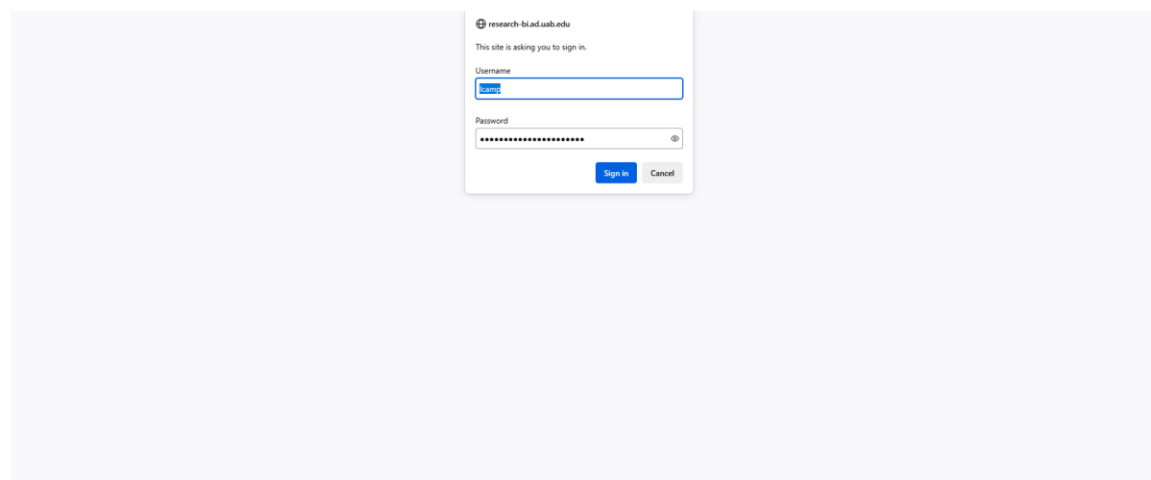 research-bi.ad.uab.edu
This site is asking you to sign in.
Username
lcamp
Password
••••••••••••••••••••••
Sign in Cancel